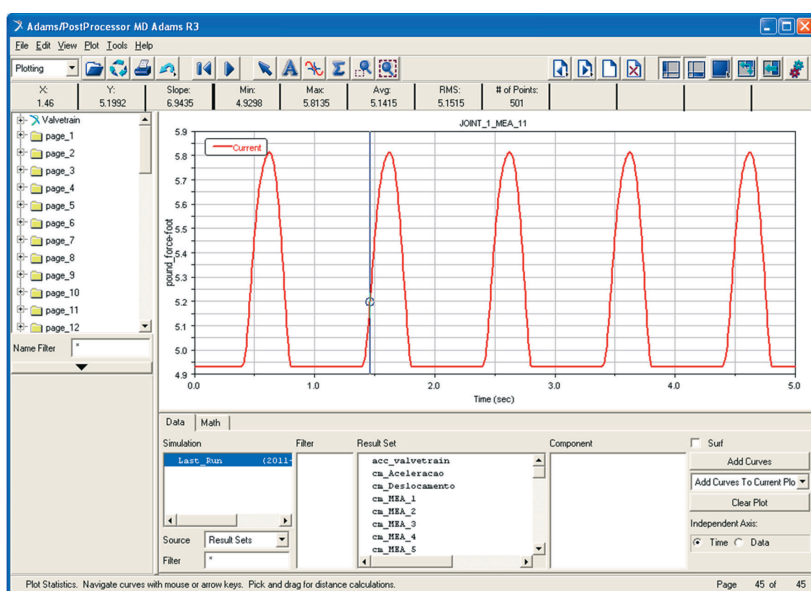 Adams/PostProcessor MD Adams R3
File Edit View Plot Tools Help
Plotting
X: Y: Slope: Min: Max: Avg: RMS: # of Points:
1.46 5.1992 6.9435 4.9298 5.8135 5.1415 5.1515 501
Valvetrain
page_1
page_2
page_3
page_4
page_5
page_6
page_7
page_8
page_9
page_10
page_11
page_12
Name Filter *
JOINT_1_MEA_11
Current
pound_force-foot
5.9
5.8
5.7
5.6
5.5
5.4
5.3
5.2
5.1
5.0
4.9
0.0 1.0 2.0 3.0 4.0 5.0
Time (sec)
Data Math
Simulation Filter Result Set Component Surf
Last_Run (2011-
acc_valvetrain
cm_Aceleracao
cm_Deslocamento
cm_MEA_1
cm_MEA_2
cm_MEA_3
cm_MEA_4
cm_MEA_5
Source Result Sets
Filter *
Add Curves
Add Curves To Current Plo
Clear Plot
Independent Axis:
Time Data
Plot Statistics. Navigate curves with mouse or arrow keys. Pick and drag for distance calculations. Page 45 of 45